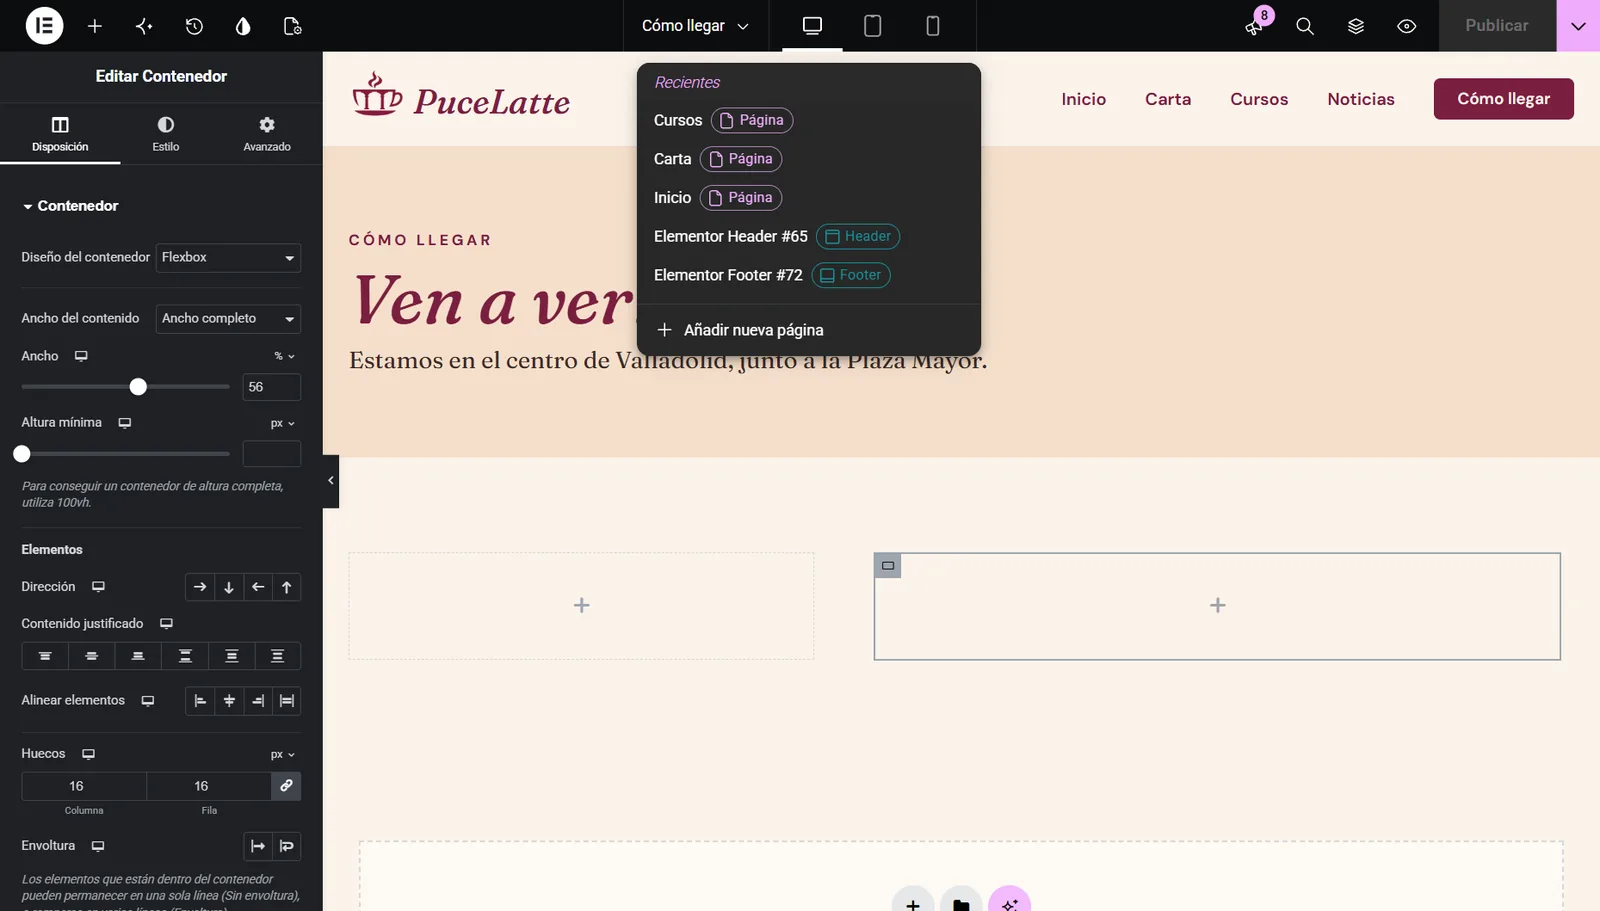 Cómo llegar
8
Publicar
Editar Contenedor
Disposición
Estilo
Avanzado
Contenedor
Diseño del contenedor
Flexbox
Ancho del contenido
Ancho completo
Ancho
%
56
Altura mínima
px
Para conseguir un contenedor de altura completa,
utiliza 100vh.
Elementos
Dirección
Contenido justificado
Alinear elementos
Huecos
px
16
16
Columna
Fila
Envoltura
Los elementos que están dentro del contenedor
pueden permanecer en una sola línea (Sin envoltura),
Recientes
Cursos
Página
Carta
Página
Inicio
Página
Elementor Header #65
Header
Elementor Footer #72
Footer
Añadir nueva página
PuceLatte
Inicio
Carta
Cursos
Noticias
Cómo llegar
CÓMO LLEGAR
Ven a ver
Estamos en el centro de Valladolid, junto a la Plaza Mayor.